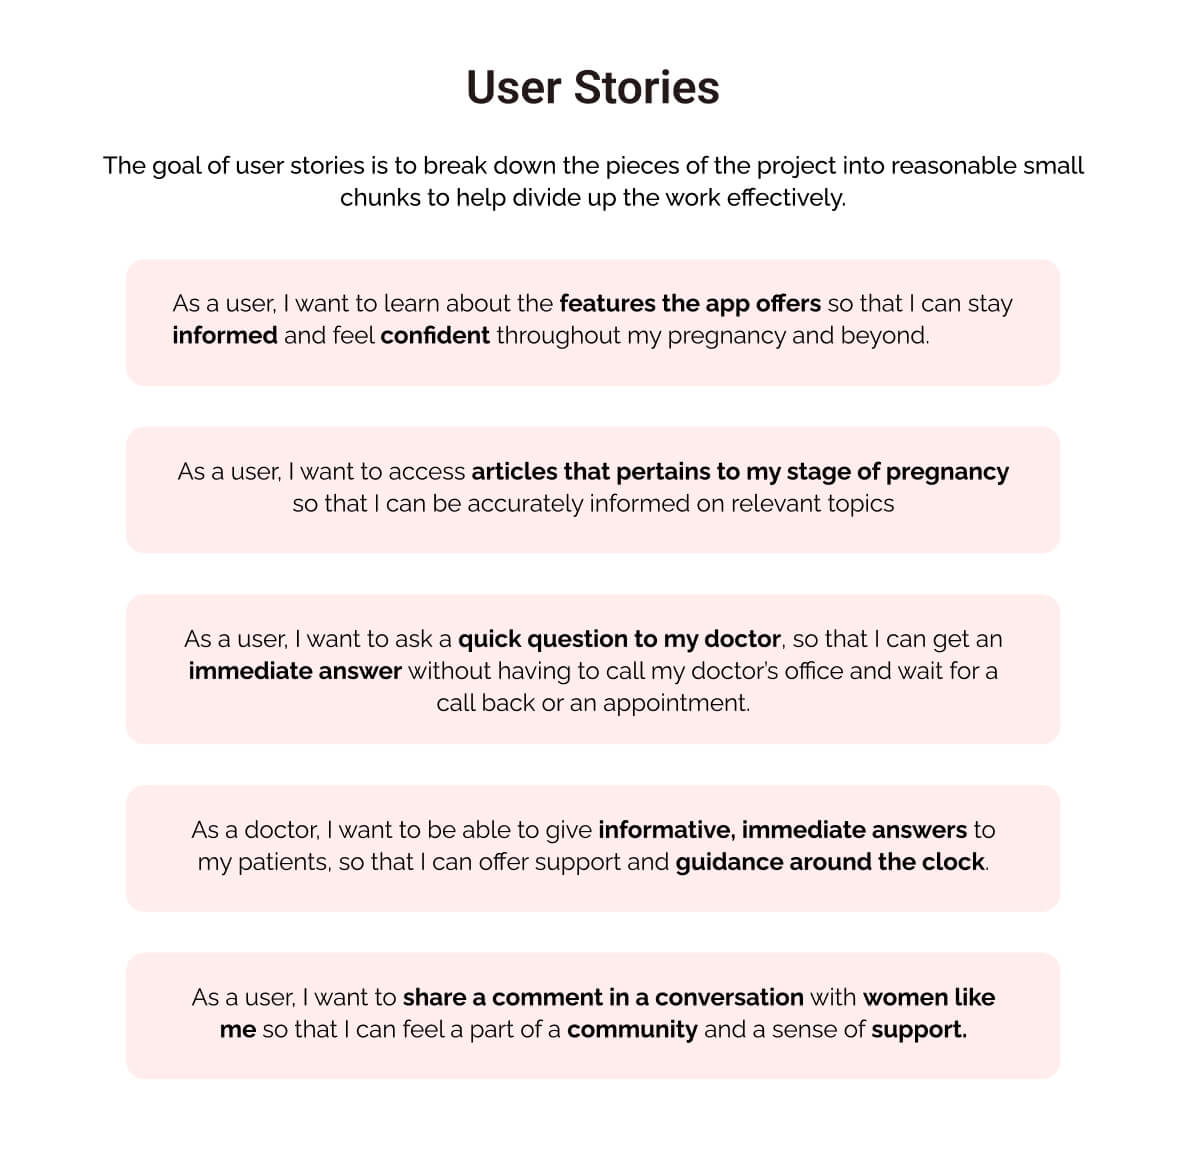 User Stories
The goal of user stories is to break down the pieces of the project into reasonable small
chunks to help divide up the work effectively.
As a user, I want to learn about the features the app offers so that I can stay
informed and feel confident throughout my pregnancy and beyond.
As a user, I want to access articles that pertains to my stage of pregnancy
so that I can be accurately informed on relevant topics
As a user, I want to ask a quick question to my doctor, so that I can get an
immediate answer without having to call my doctor's office and wait for a
call back or an appointment.
As a doctor, I want to be able to give informative, immediate answers to
my patients, so that I can offer support and guidance around the clock.
As a user, I want to share a comment in a conversation with women like
me so that I can feel a part of a community and a sense of support.